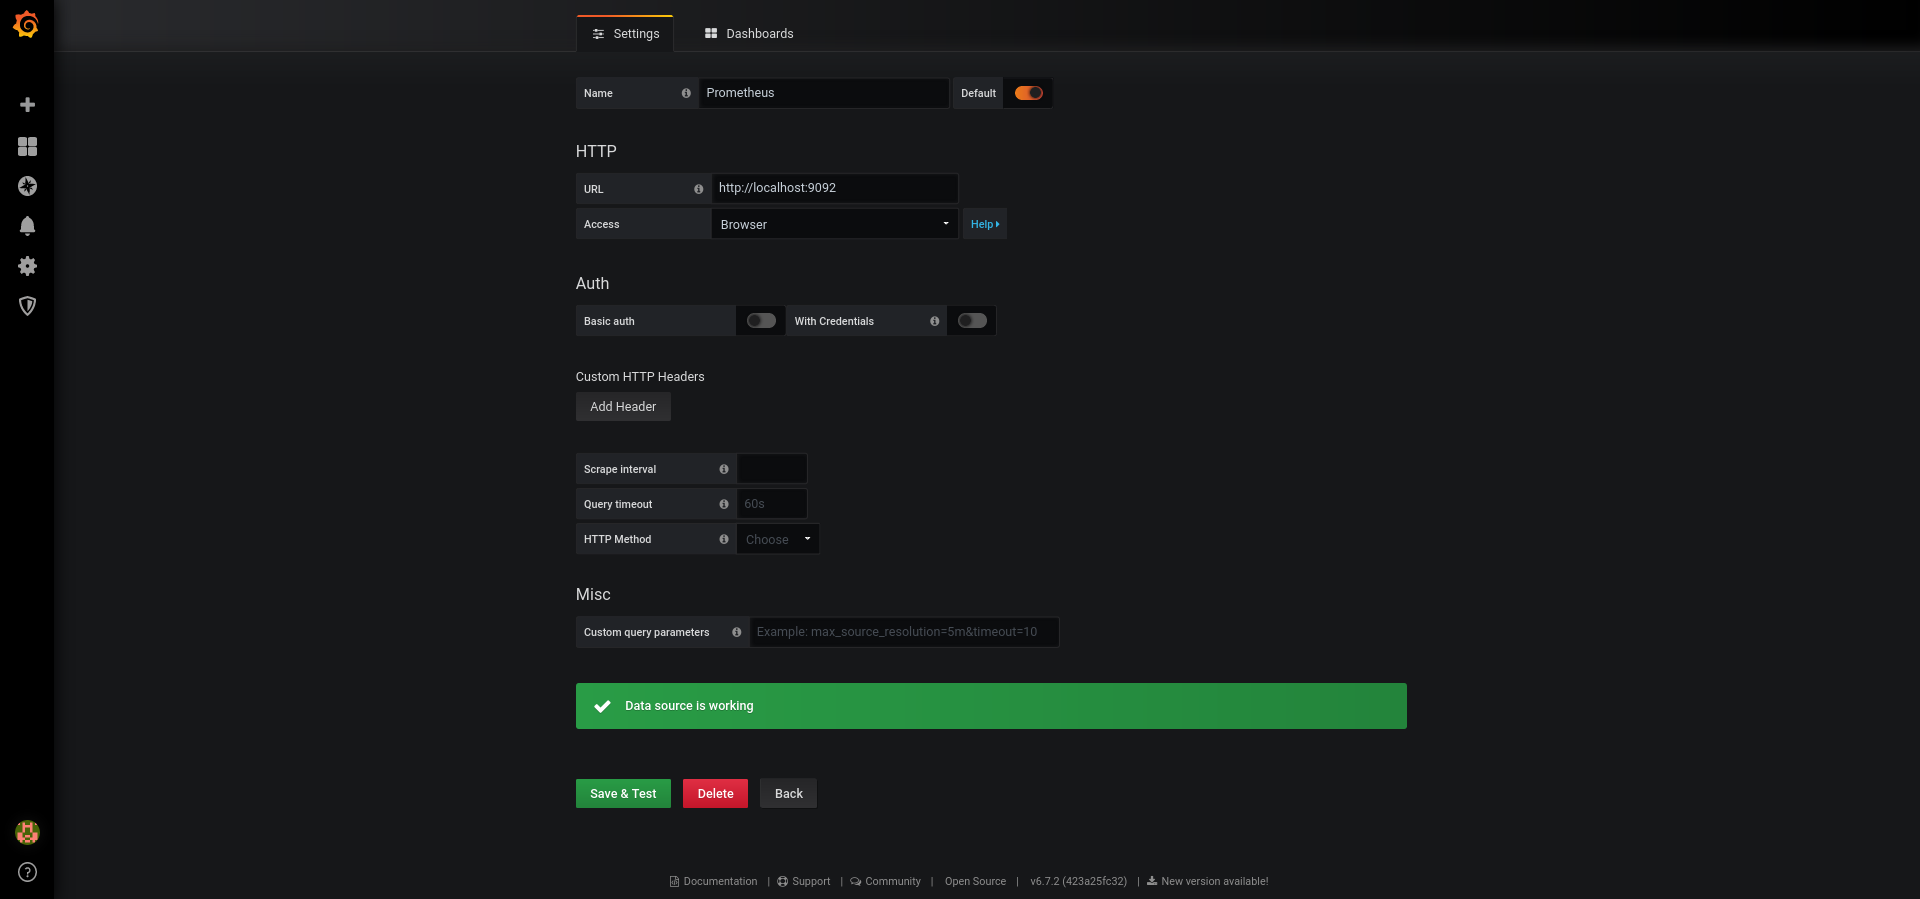 Settings Dashboards
Name Prometheus Default
HTTP
URL http://localhost:9092
Access Browser Help
Auth
Basic auth With Credentials
Custom HTTP Headers
Add Header
Scrape interval
Query timeout 60s
HTTP Method Choose
Misc
Custom query parameters Example: max_source_resolution=5m&timeout=10
Data source is working
Save & Test Delete Back
Documentation | Support | Community | Open Source | v6.7.2 (423a25fc32) | New version available!